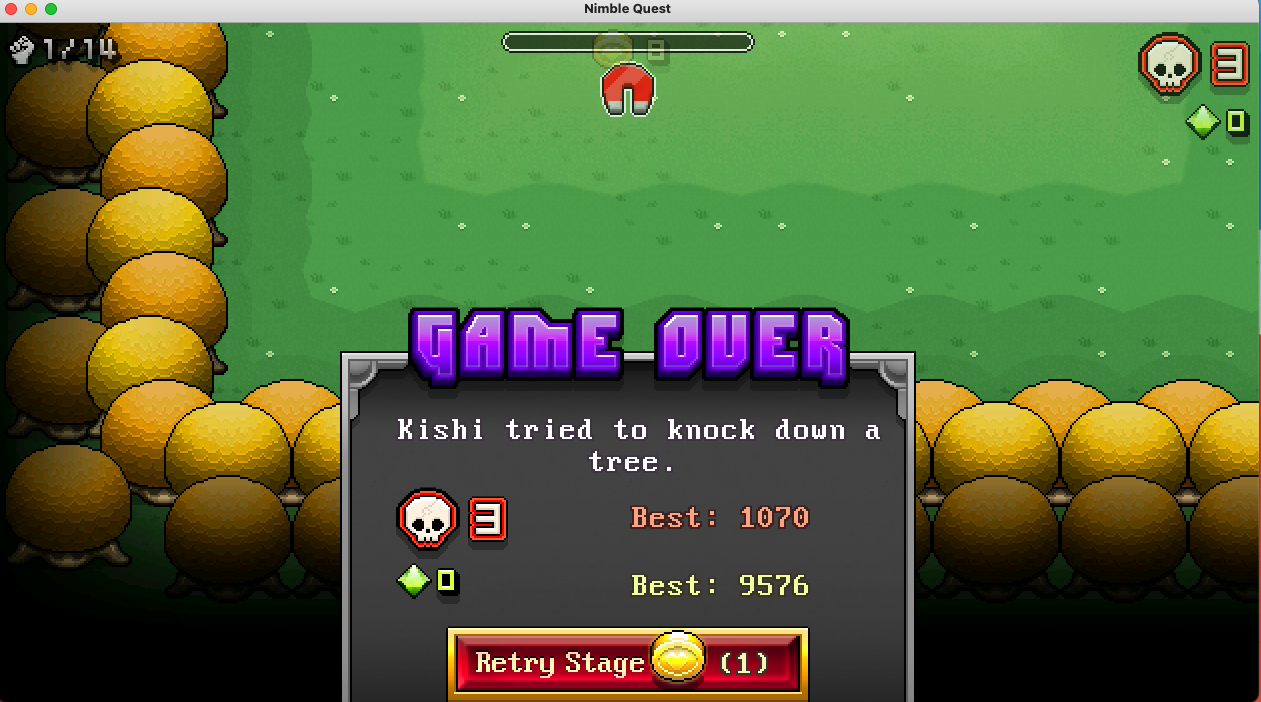 Nimble Quest
1/14
8
3
0
GAME OVER
Kishi tried to knock down a
tree.
3
Best: 1070
0
Best: 9576
Retry Stage (1)